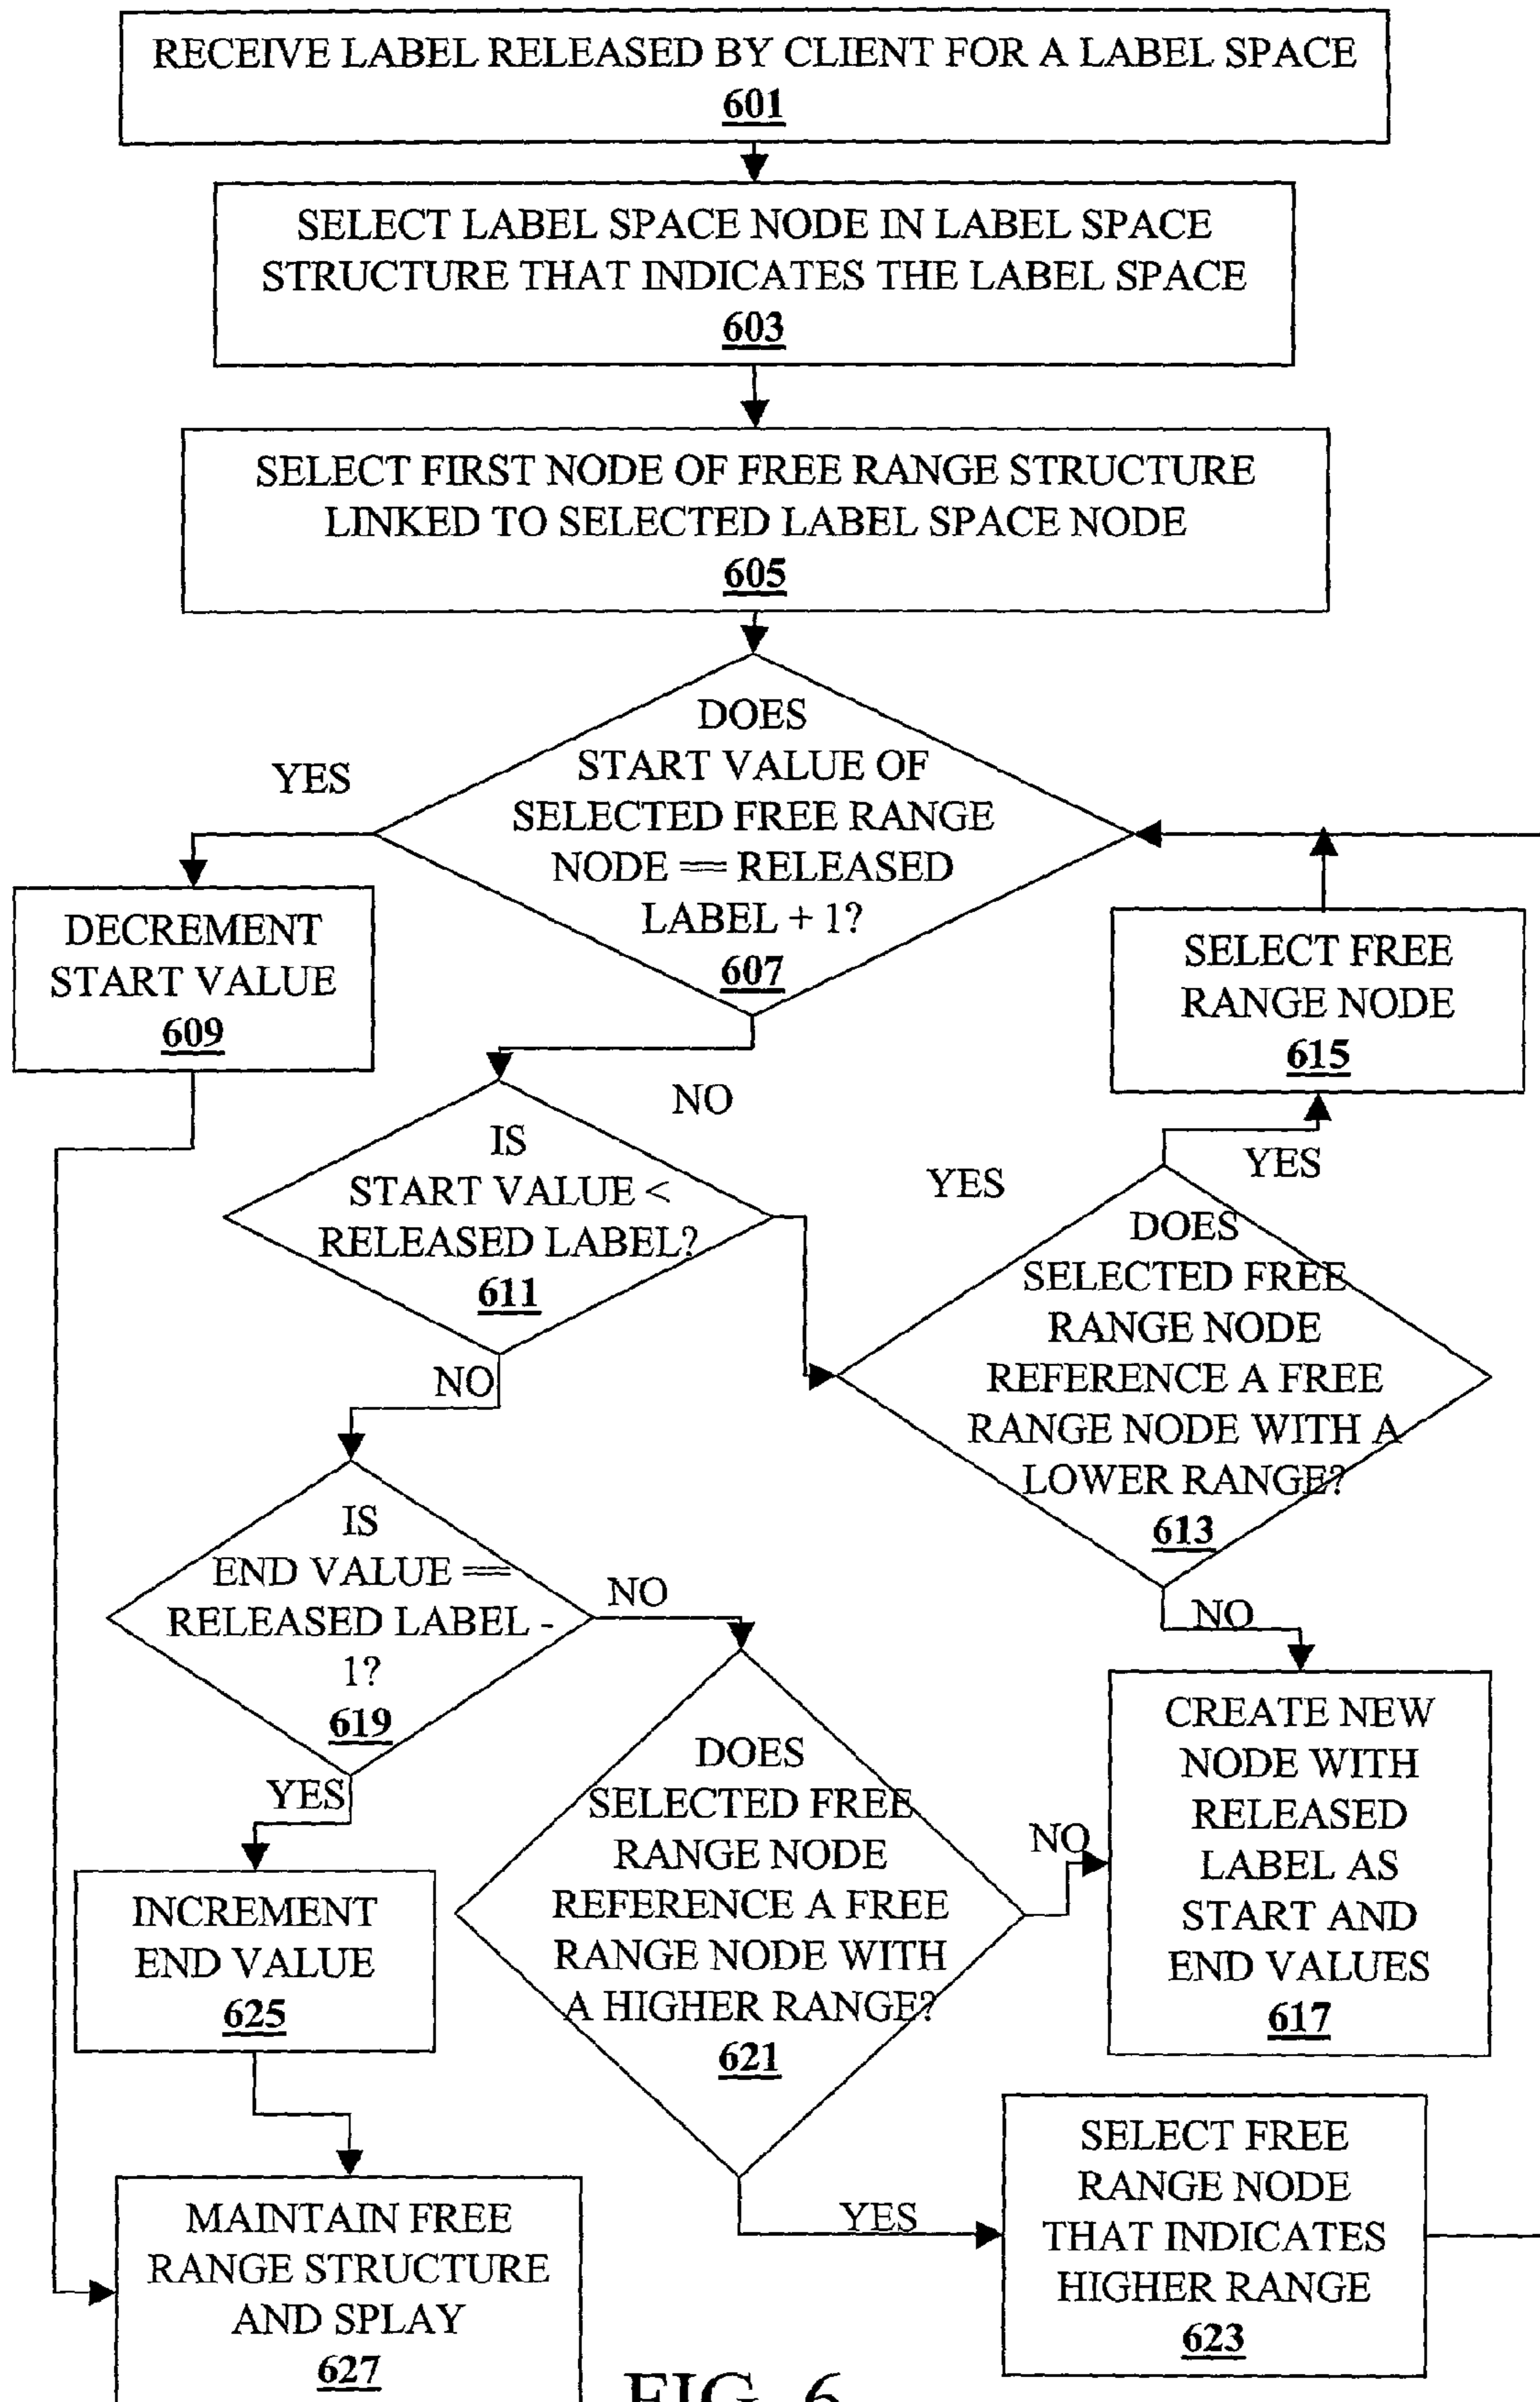 RECEIVE LABEL RELEASED BY CLIENT FOR A LABEL SPACE
601
SELECT LABEL SPACE NODE IN LABEL SPACE
STRUCTURE THAT INDICATES THE LABEL SPACE
603
SELECT FIRST NODE OF FREE RANGE STRUCTURE
LINKED TO SELECTED LABEL SPACE NODE
605
DOES
START VALUE OF
SELECTED FREE RANGE
NODE == RELEASED
LABEL + 1?
607
YES
DECREMENT
START VALUE
609
NO
SELECT FREE
RANGE NODE
615
IS
START VALUE <
RELEASED LABEL?
611
YES
YES
NO
DOES
SELECTED FREE
RANGE NODE
REFERENCE A FREE
RANGE NODE WITH A
LOWER RANGE?
613
NO
IS
END VALUE ==
RELEASED LABEL -
1?
619
NO
YES
DOES
SELECTED FREE
RANGE NODE
REFERENCE A FREE
RANGE NODE WITH
A HIGHER RANGE?
621
NO
CREATE NEW
NODE WITH
RELEASED
LABEL AS
START AND
END VALUES
617
INCREMENT
END VALUE
625
YES
SELECT FREE
RANGE NODE
THAT INDICATES
HIGHER RANGE
623
MAINTAIN FREE
RANGE STRUCTURE
AND SPLAY
627
FIG. 6